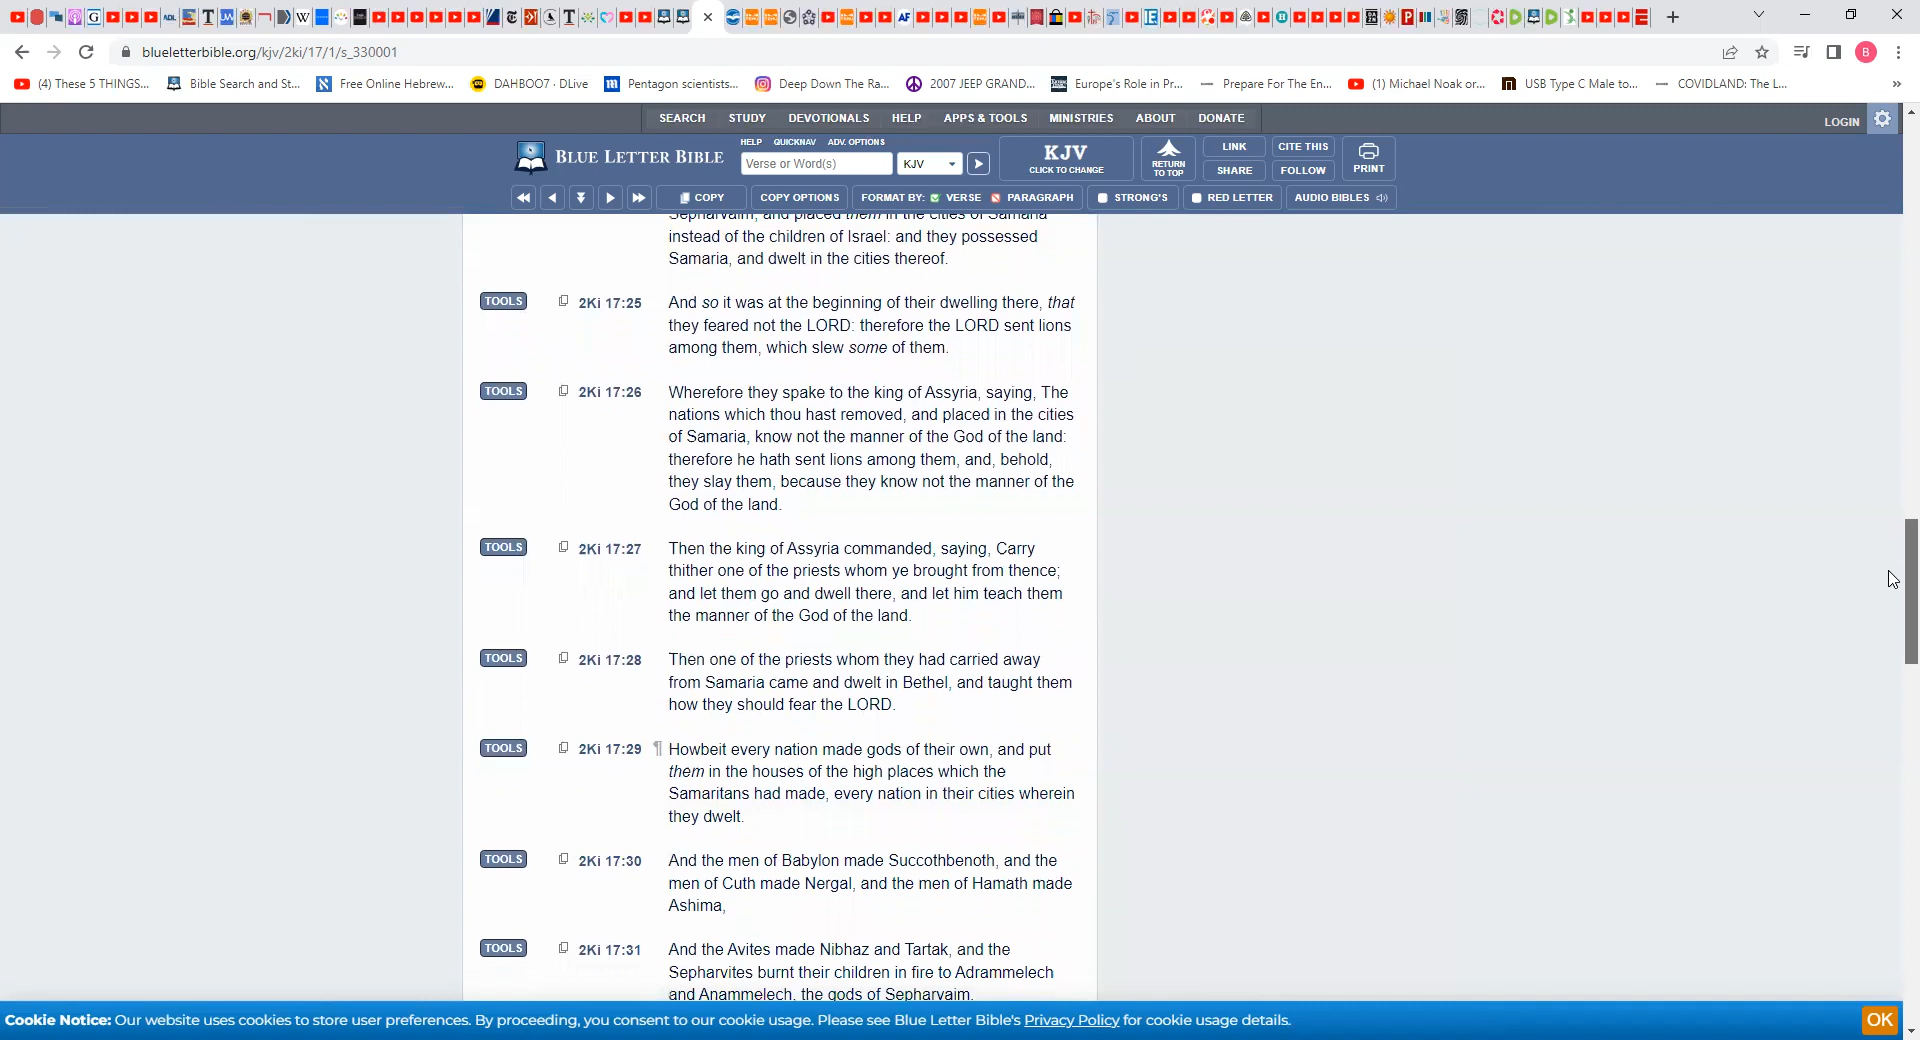 blueletterbible.org/kjv/2ki/17/1/s_330001
(4) These 5 THINGS... Bible Search and St... Free Online Hebrew... DAHBOO7 · DLive Pentagon scientists... Deep Down The Ra... 2007 JEEP GRAND... Europe's Role in Pr... Prepare For The En... (1) Michael Noak or... USB Type C Male to... COVIDLAND: The L... »
SEARCH STUDY DEVOTIONALS HELP APPS & TOOLS MINISTRIES ABOUT DONATE
LOGIN
BLUE LETTER BIBLE
HELP QUICKNAV ADV. OPTIONS
Verse or Word(s) KJV
KJV
CLICK TO CHANGE
RETURN
TO TOP
LINK CITE THIS
SHARE FOLLOW
PRINT
COPY COPY OPTIONS FORMAT BY: VERSE PARAGRAPH STRONG'S RED LETTER AUDIO BIBLES
Sepharvaim, and placed them in the cities of Samaria
instead of the children of Israel: and they possessed
Samaria, and dwelt in the cities thereof.
TOOLS 2Ki 17:25 And so it was at the beginning of their dwelling there, that
they feared not the LORD: therefore the LORD sent lions
among them, which slew some of them.
TOOLS 2Ki 17:26 Wherefore they spake to the king of Assyria, saying, The
nations which thou hast removed, and placed in the cities
of Samaria, know not the manner of the God of the land:
therefore he hath sent lions among them, and, behold,
they slay them, because they know not the manner of the
God of the land.
TOOLS 2Ki 17:27 Then the king of Assyria commanded, saying, Carry
thither one of the priests whom ye brought from thence;
and let them go and dwell there, and let him teach them
the manner of the God of the land.
TOOLS 2Ki 17:28 Then one of the priests whom they had carried away
from Samaria came and dwelt in Bethel, and taught them
how they should fear the LORD.
TOOLS 2Ki 17:29 ¶ Howbeit every nation made gods of their own, and put
them in the houses of the high places which the
Samaritans had made, every nation in their cities wherein
they dwelt.
TOOLS 2Ki 17:30 And the men of Babylon made Succothbenoth, and the
men of Cuth made Nergal, and the men of Hamath made
Ashima,
TOOLS 2Ki 17:31 And the Avites made Nibhaz and Tartak, and the
Sepharvites burnt their children in fire to Adrammelech
and Anammelech, the gods of Sepharvaim.
Cookie Notice: Our website uses cookies to store user preferences. By proceeding, you consent to our cookie usage. Please see Blue Letter Bible's Privacy Policy for cookie usage details. OK